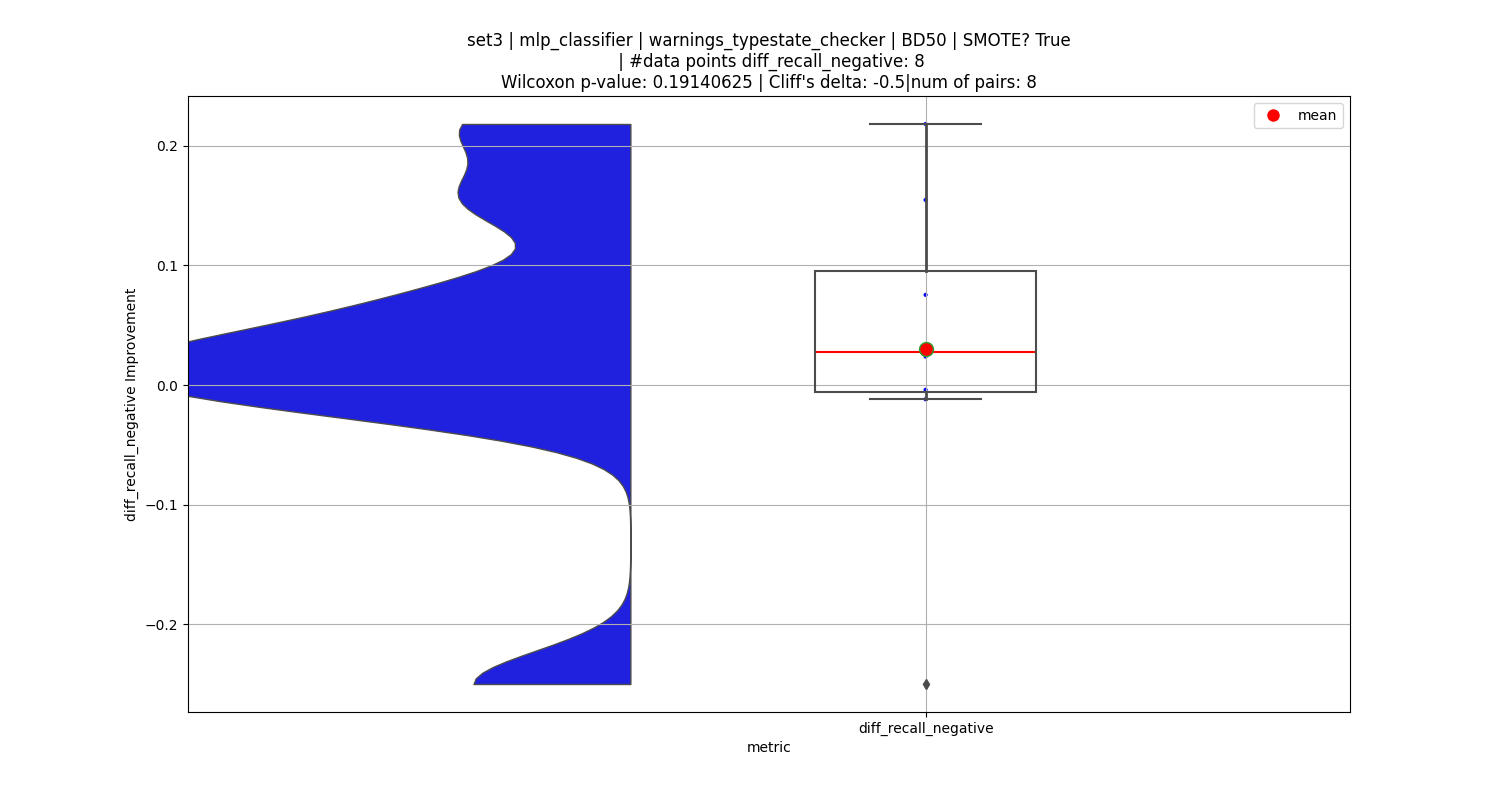 set3 | mlp_classifier | warnings_typestate_checker | BD50 | SMOTE? True
| #data points diff_recall_negative: 8
Wilcoxon p-value: 0.19140625 | Cliff's delta: -0.5|num of pairs: 8
mean
0.2
0.1
0.0
−0.1
−0.2
diff_recall_negative Improvement
diff_recall_negative
metric